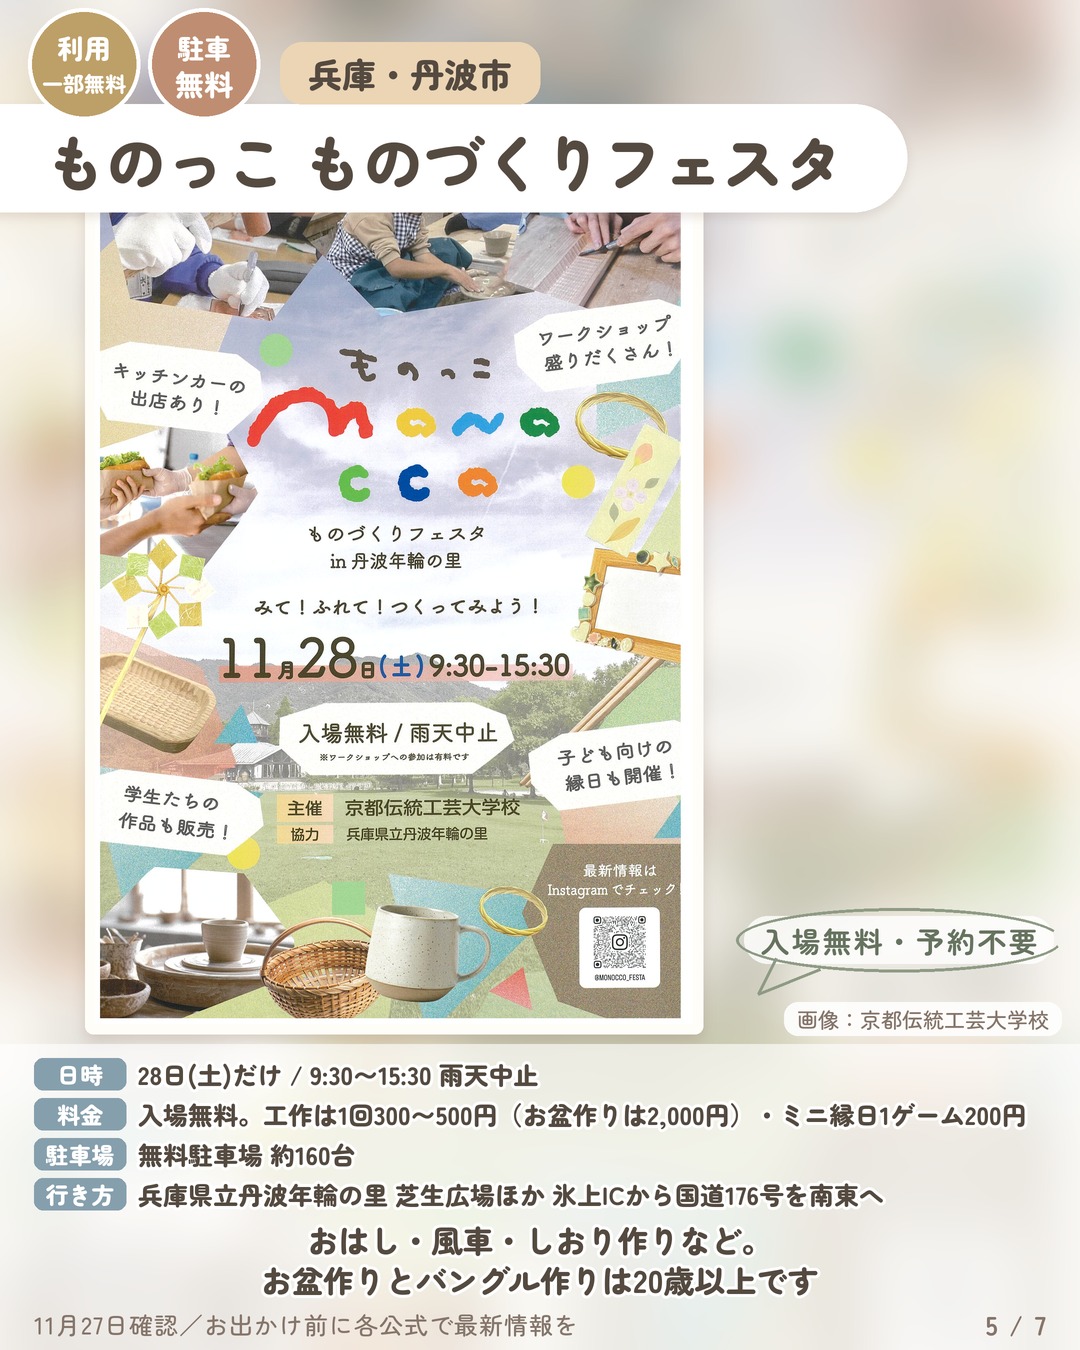 利用
一部無料
駐車
無料
兵庫・丹波市
ものっこ ものづくりフェスタ
ワークショップ
盛りだくさん！
キッチンカーの
出店あり！
ものっこ
mono
cco
ものづくりフェスタ
in 丹波年輪の里
みて！ふれて！つくってみよう！
11月28日(土)9:30-15:30
入場無料 / 雨天中止
※ワークショップへの参加は有料です
子ども向けの
縁日も開催！
学生たちの
作品も販売！
主催 京都伝統工芸大学校
協力 兵庫県立丹波年輪の里
最新情報は
Instagram でチェック
@MONOCCO_FESTA
入場無料・予約不要
画像：京都伝統工芸大学校
日時 28日(土)だけ / 9:30〜15:30 雨天中止
料金 入場無料。工作は1回300〜500円（お盆作りは2,000円）・ミニ縁日1ゲーム200円
駐車場 無料駐車場 約160台
行き方 兵庫県立丹波年輪の里 芝生広場ほか 氷上ICから国道176号を南東へ
おはし・風車・しおり作りなど。
お盆作りとバングル作りは20歳以上です
11月27日確認／お出かけ前に各公式で最新情報を
5 / 7